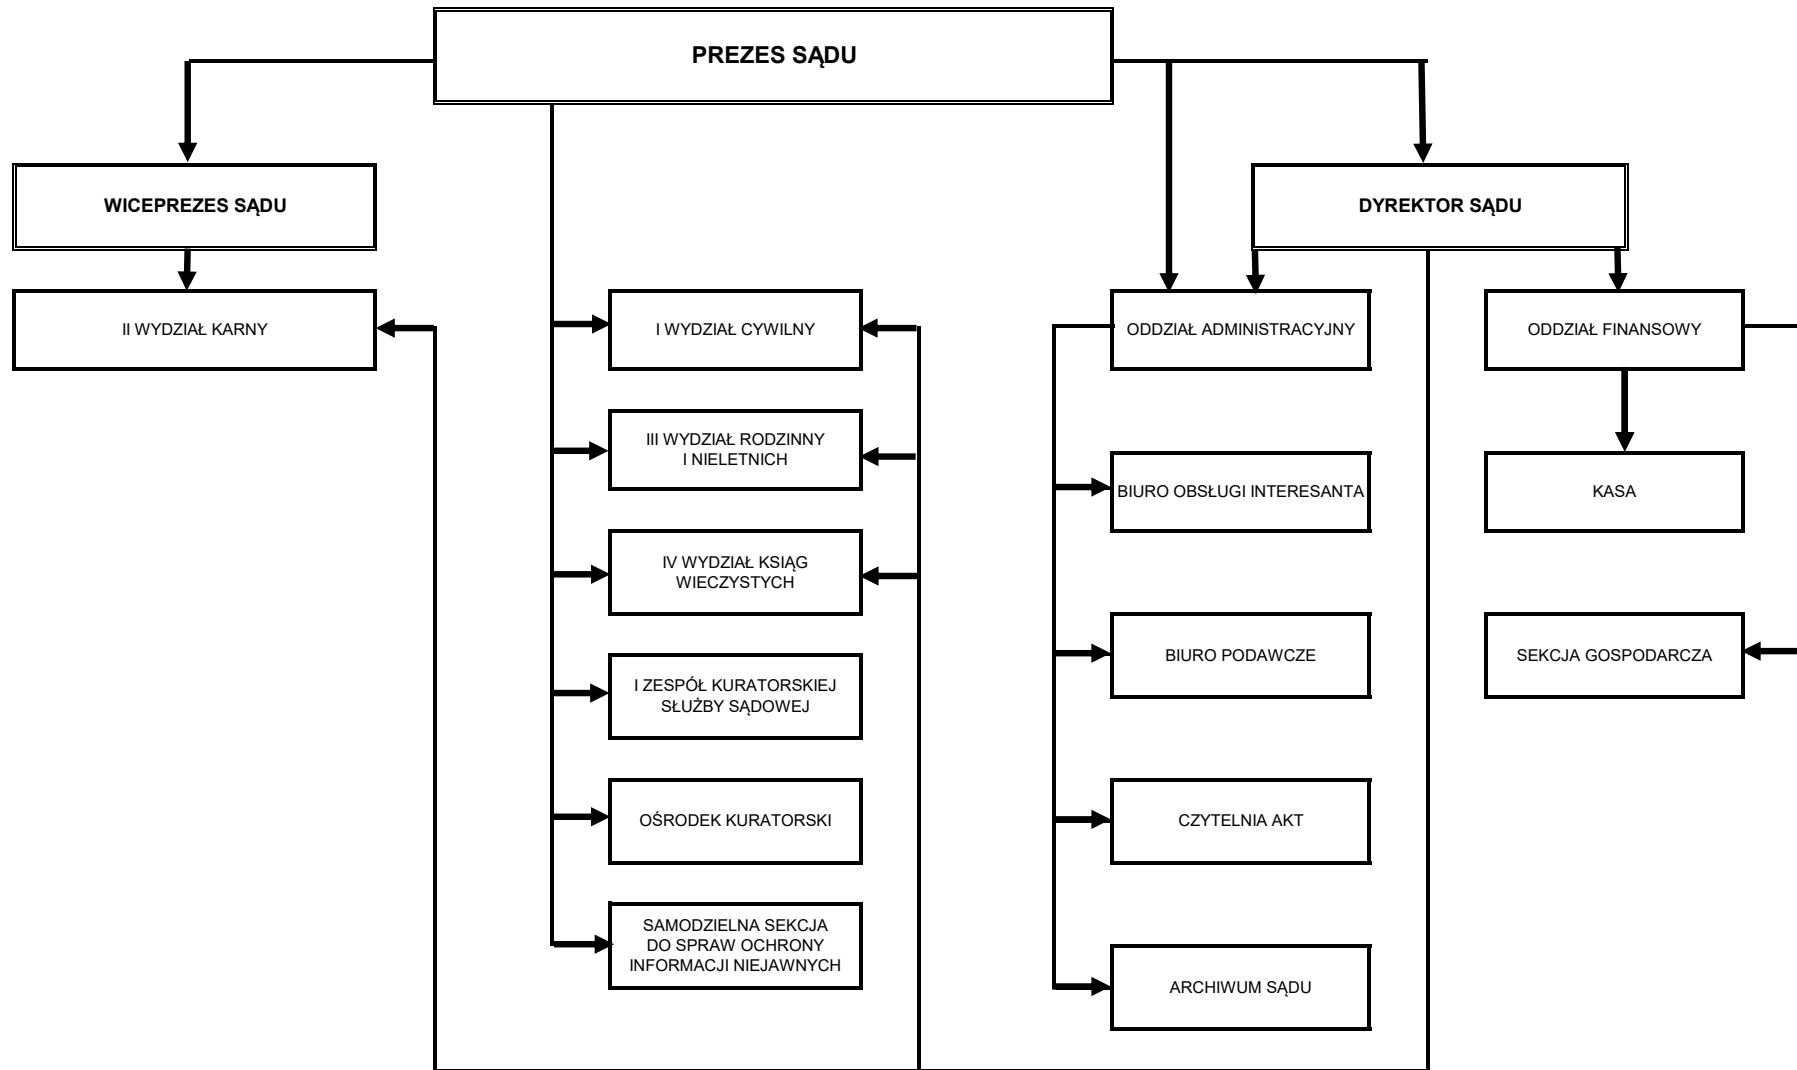 PREZES SĄDU
WICEPREZES SĄDU
DYREKTOR SĄDU
II WYDZIAŁ KARNY
I WYDZIAŁ CYWILNY
ODDZIAŁ ADMINISTRACYJNY
ODDZIAŁ FINANSOWY
III WYDZIAŁ RODZINNY
I NIELETNICH
BIURO OBSŁUGI INTERESANTA
KASA
IV WYDZIAŁ KSIĄG
WIECZYSTYCH
BIURO PODAWCZE
SEKCJA GOSPODARCZA
I ZESPÓŁ KURATORSKIEJ
SŁUŻBY SĄDOWEJ
OŚRODEK KURATORSKI
CZYTELNIA AKT
SAMODZIELNA SEKCJA
DO SPRAW OCHRONY
INFORMACJI NIEJAWNYCH
ARCHIWUM SĄDU